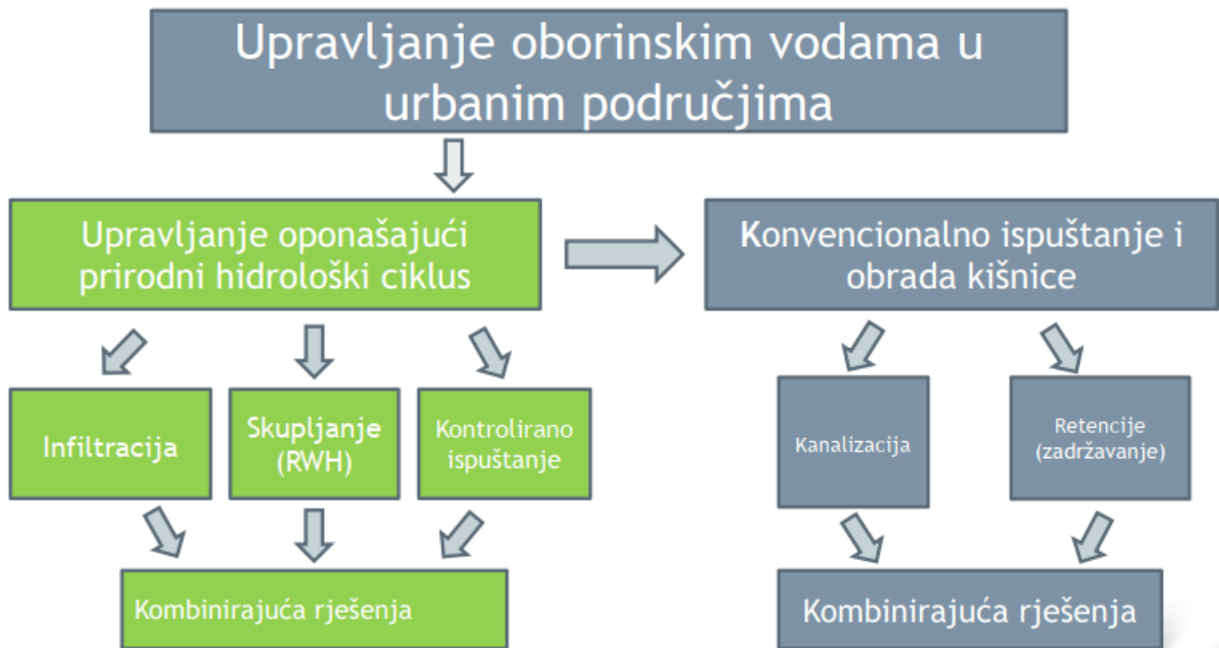 Upravljanje oborinskim vodama u
urbanim područjima
Upravljanje oponašajući
prirodni hidrološki ciklus
Konvencionalno ispuštanje i
obrada kišnice
Infiltracija
Skupljanje
(RWH)
Kontrolirano
ispuštanje
Kanalizacija
Retencije
(zadržavanje)
Kombinirajuća rješenja
Kombinirajuća rješenja